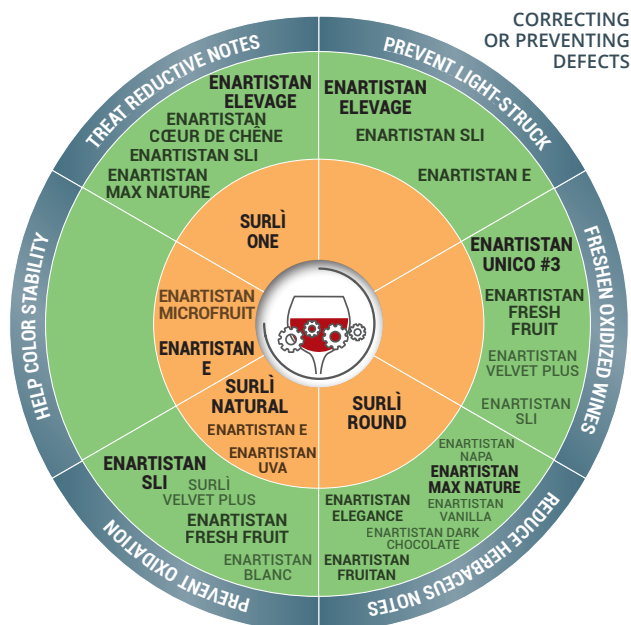 CORRECTING
OR PREVENTING
DEFECTS
TREAT REDUCTIVE NOTES
ENARTISTAN
ELEVAGE
ENARTISTAN
CŒUR DE CHÊNE
ENARTISTAN SLI
ENARTISTAN
MAX NATURE
SURLÌ
ONE
PREVENT LIGHT-STRUCK
ENARTISTAN
ELEVAGE
ENARTISTAN SLI
ENARTISTAN E
FRESHEN OXIDIZED WINES
ENARTISTAN
UNICO #3
ENARTISTAN
FRESH
FRUIT
ENARTISTAN
VELVET PLUS
ENARTISTAN
SLI
REDUCE HERBACEUS NOTES
SURLÌ
ROUND
ENARTISTAN
NAPA
ENARTISTAN
MAX NATURE
ENARTISTAN
VANILLA
ENARTISTAN
ELEGANCE
ENARTISTAN DARK
CHOCOLATE
ENARTISTAN
FRUITAN
PREVENT OXIDATION
SURLÌ
NATURAL
ENARTISTAN E
ENARTISTAN
UVA
ENARTISTAN
SLI
SURLÌ
VELVET PLUS
ENARTISTAN
FRESH FRUIT
ENARTISTAN
BLANC
HELP COLOR STABILITY
ENARTISTAN
MICROFRUIT
ENARTISTAN
E